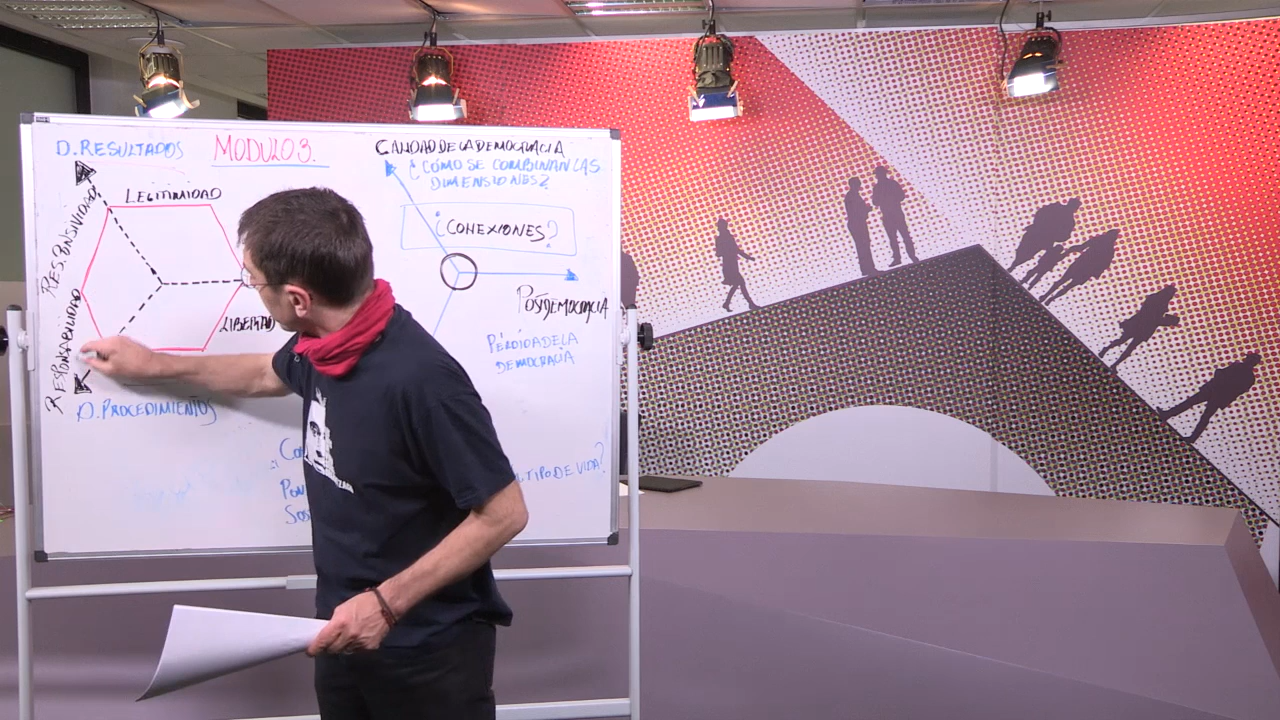 D. RESULTADOS
MODULO 3.
CALIDAD DE LA DEMOCRACIA
¿CÓMO SE COMBINAN LAS
DIMENSIONES?
LEGITIMIDAD
RESPONSIVIDAD
¿CONEXIONES?
POSTDEMOCRACIA
LIBERTAD
RESPONSABILIDAD
PÉRDIDA DE LA
DEMOCRACIA
D. PROCEDIMIENTOS
TIPO DE VIDA?